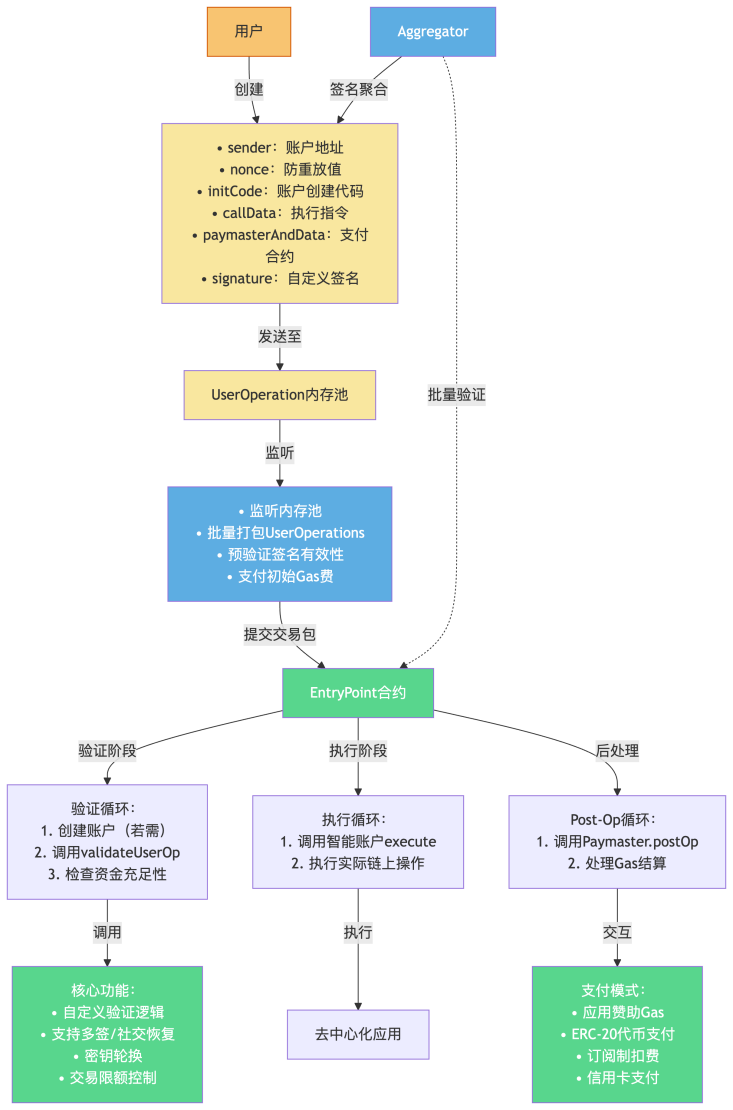 用户
Aggregator
创建
签名聚合
• sender：账户地址
• nonce：防重放值
• initCode：账户创建代码
• callData：执行指令
• paymasterAndData：支付
合约
• signature：自定义签名
发送至
UserOperation内存池
批量验证
监听
• 监听内存池
• 批量打包UserOperations
• 预验证签名有效性
• 支付初始Gas费
提交交易包
EntryPoint合约
验证阶段
执行阶段
后处理
验证循环：
1. 创建账户（若需）
2. 调用validateUserOp
3. 检查资金充足性
执行循环：
1. 调用智能账户execute
2. 执行实际链上操作
Post-Op循环：
1. 调用Paymaster.postOp
2. 处理Gas结算
调用
执行
交互
核心功能：
• 自定义验证逻辑
• 支持多签/社交恢复
• 密钥轮换
• 交易限额控制
去中心化应用
支付模式：
• 应用赞助Gas
• ERC-20代币支付
• 订阅制扣费
• 信用卡支付